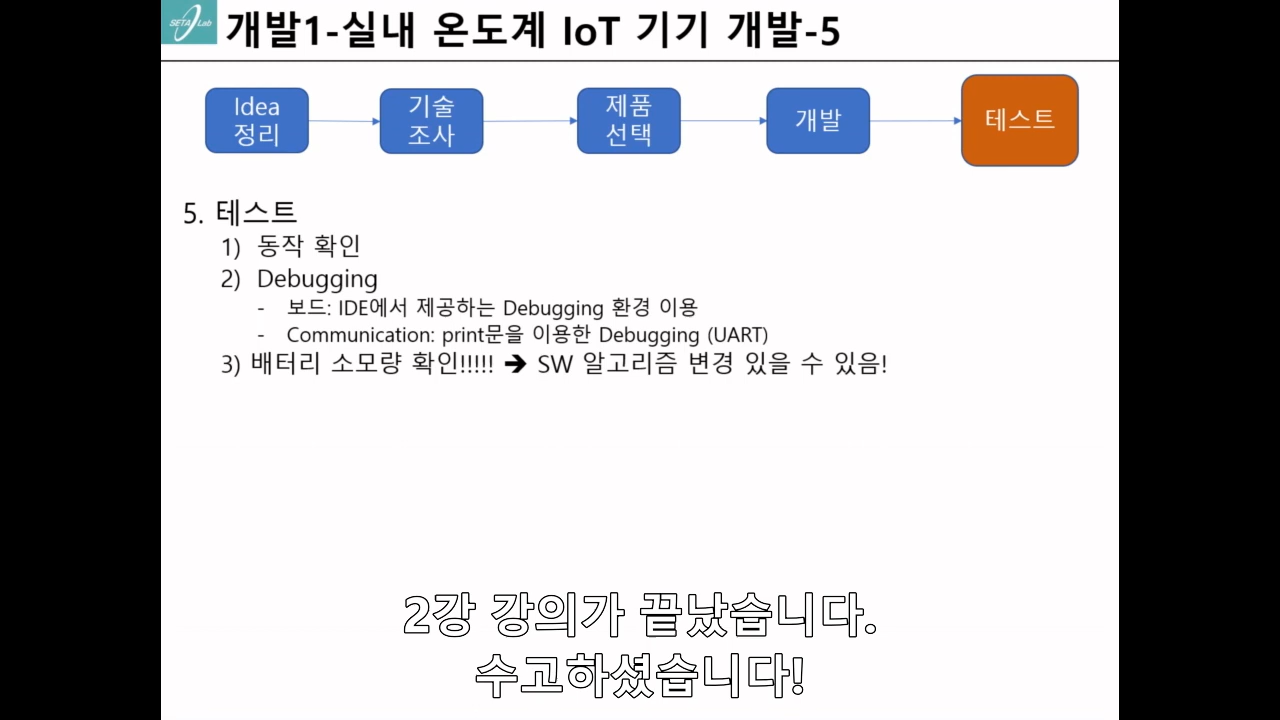 SETA Lab
개발1-실내 온도계 IoT 기기 개발-5
Idea
정리
기술
조사
제품
선택
개발
테스트
5. 테스트
1) 동작 확인
2) Debugging
- 보드: IDE에서 제공하는 Debugging 환경 이용
- Communication: print문을 이용한 Debugging (UART)
3) 배터리 소모량 확인!!!!! ➔ SW 알고리즘 변경 있을 수 있음!
2강 강의가 끝났습니다.
수고하셨습니다!